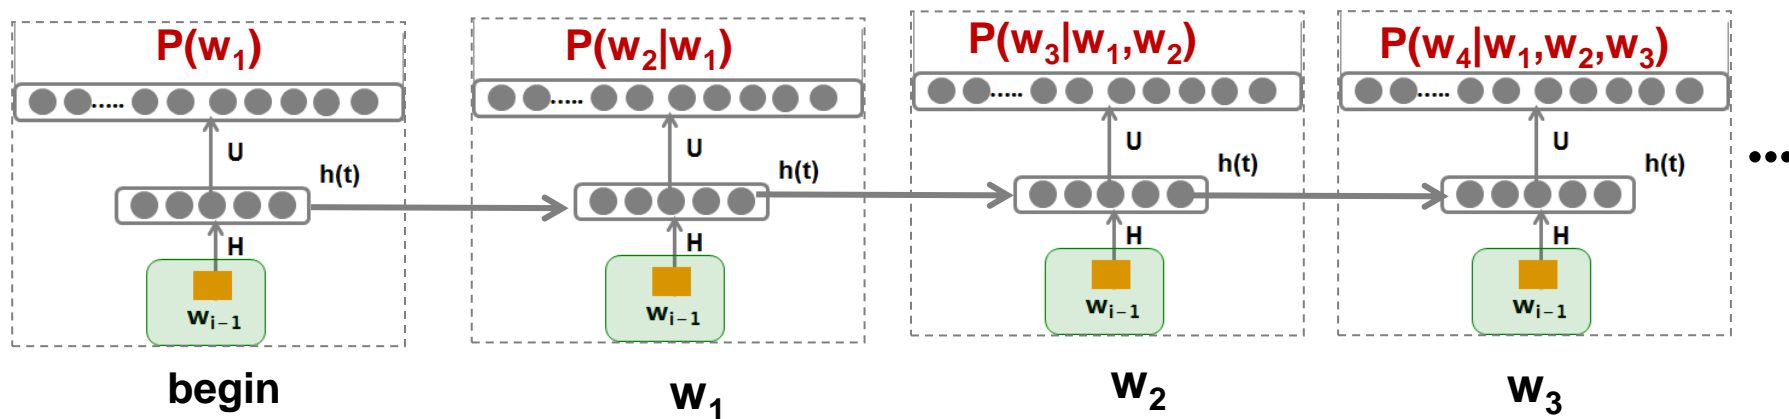 P(w₁) P(w₂|w₁) P(w₃|w₁,w₂) P(w₄|w₁,w₂,w₃)
..... ..... ..... .....
U U U U
h(t) h(t) h(t) h(t) ...
H H H H
wᵢ₋₁ wᵢ₋₁ wᵢ₋₁ wᵢ₋₁
begin w₁ w₂ w₃